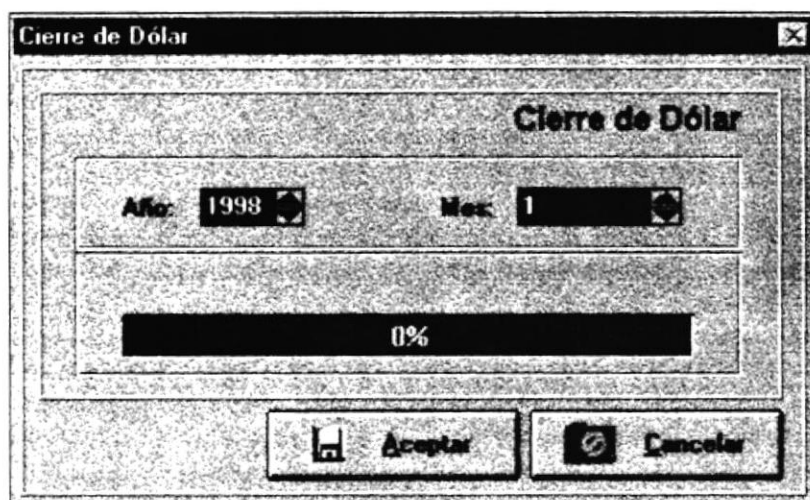 Cierre de Dólar
Cierre de Dólar
Año: 1998 Mes: 1
0%
Aceptar Cancelar